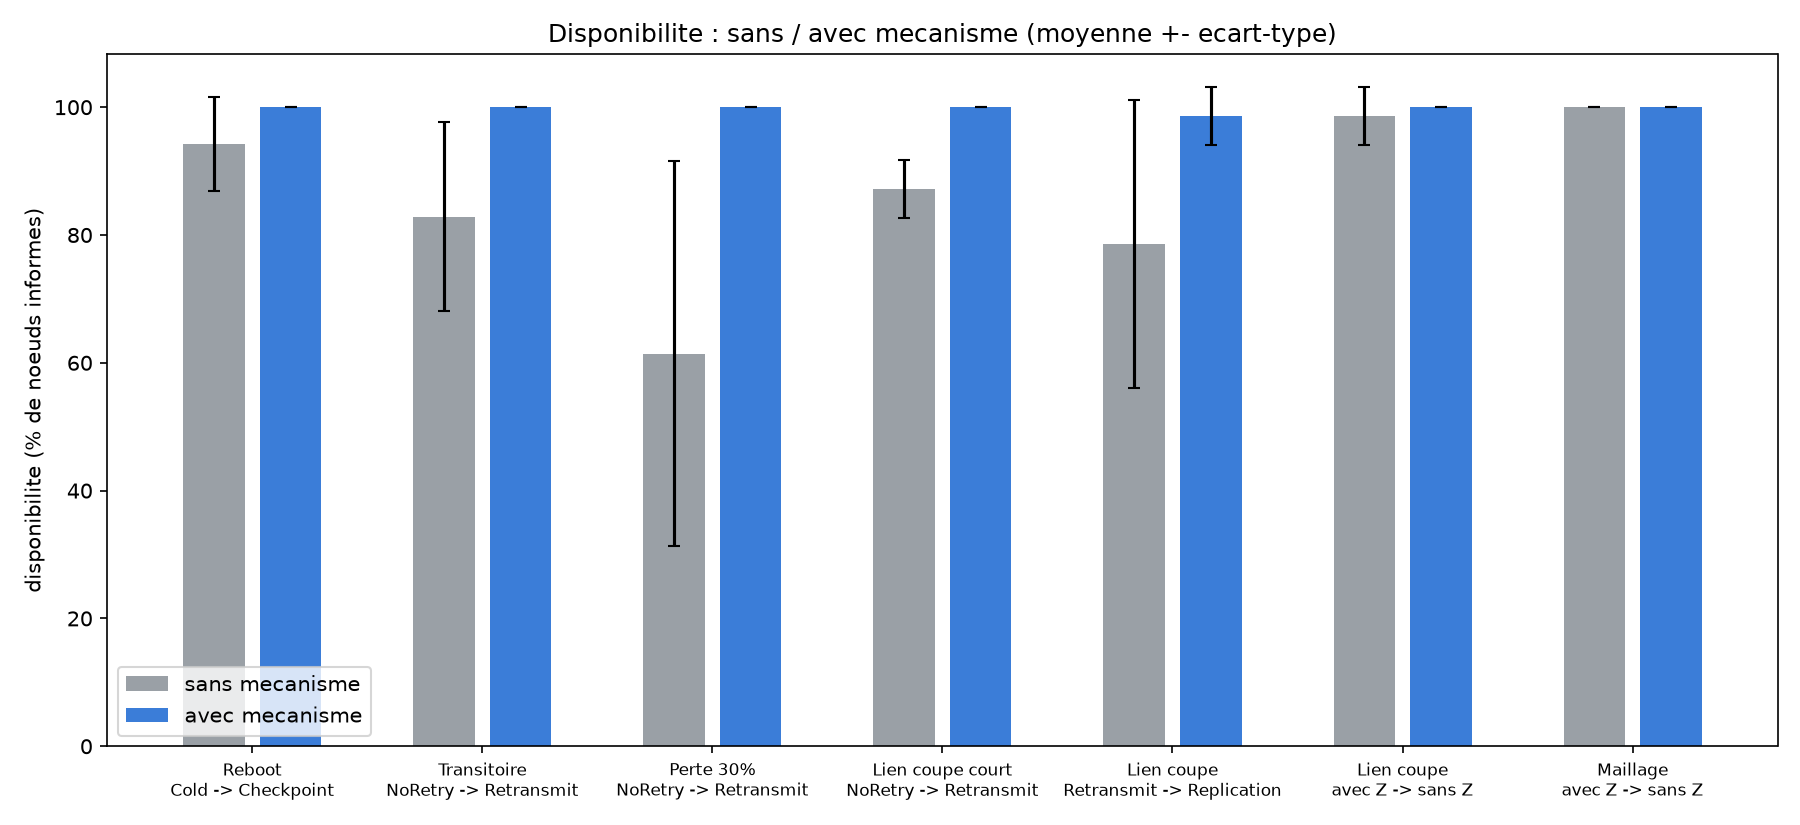 Disponibilite : sans / avec mecanisme (moyenne +- ecart-type)
disponibilite (% de noeuds informes)
100
80
60
40
20
0
sans mecanisme
avec mecanisme
Reboot
Cold -> Checkpoint
Transitoire
NoRetry -> Retransmit
Perte 30%
NoRetry -> Retransmit
Lien coupe court
NoRetry -> Retransmit
Lien coupe
Retransmit -> Replication
Lien coupe
avec Z -> sans Z
Maillage
avec Z -> sans Z